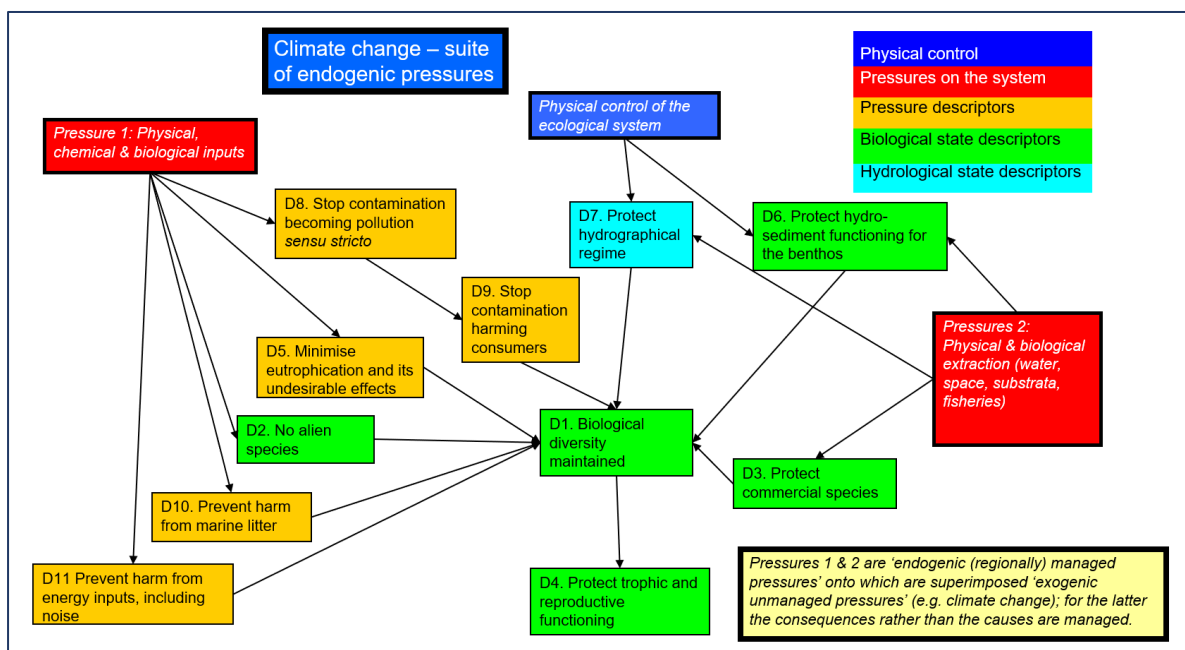 Climate change – suite
of endogenic pressures
Physical control
Pressures on the system
Pressure descriptors
Biological state descriptors
Hydrological state descriptors
Physical control of the
ecological system
Pressure 1: Physical,
chemical & biological inputs
D8. Stop contamination
becoming pollution
sensu stricto
D7. Protect
hydrographical
regime
D6. Protect hydro-
sediment functioning for
the benthos
D9. Stop
contamination
harming
consumers
D5. Minimise
eutrophication and its
undesirable effects
Pressures 2:
Physical & biological
extraction (water,
space, substrata,
fisheries)
D2. No alien
species
D1. Biological
diversity
maintained
D3. Protect
commercial species
D10. Prevent harm
from marine litter
D11 Prevent harm from
energy inputs, including
noise
D4. Protect trophic and
reproductive
functioning
Pressures 1 & 2 are ‘endogenic (regionally) managed
pressures’ onto which are superimposed ‘exogenic
unmanaged pressures’ (e.g. climate change); for the latter
the consequences rather than the causes are managed.